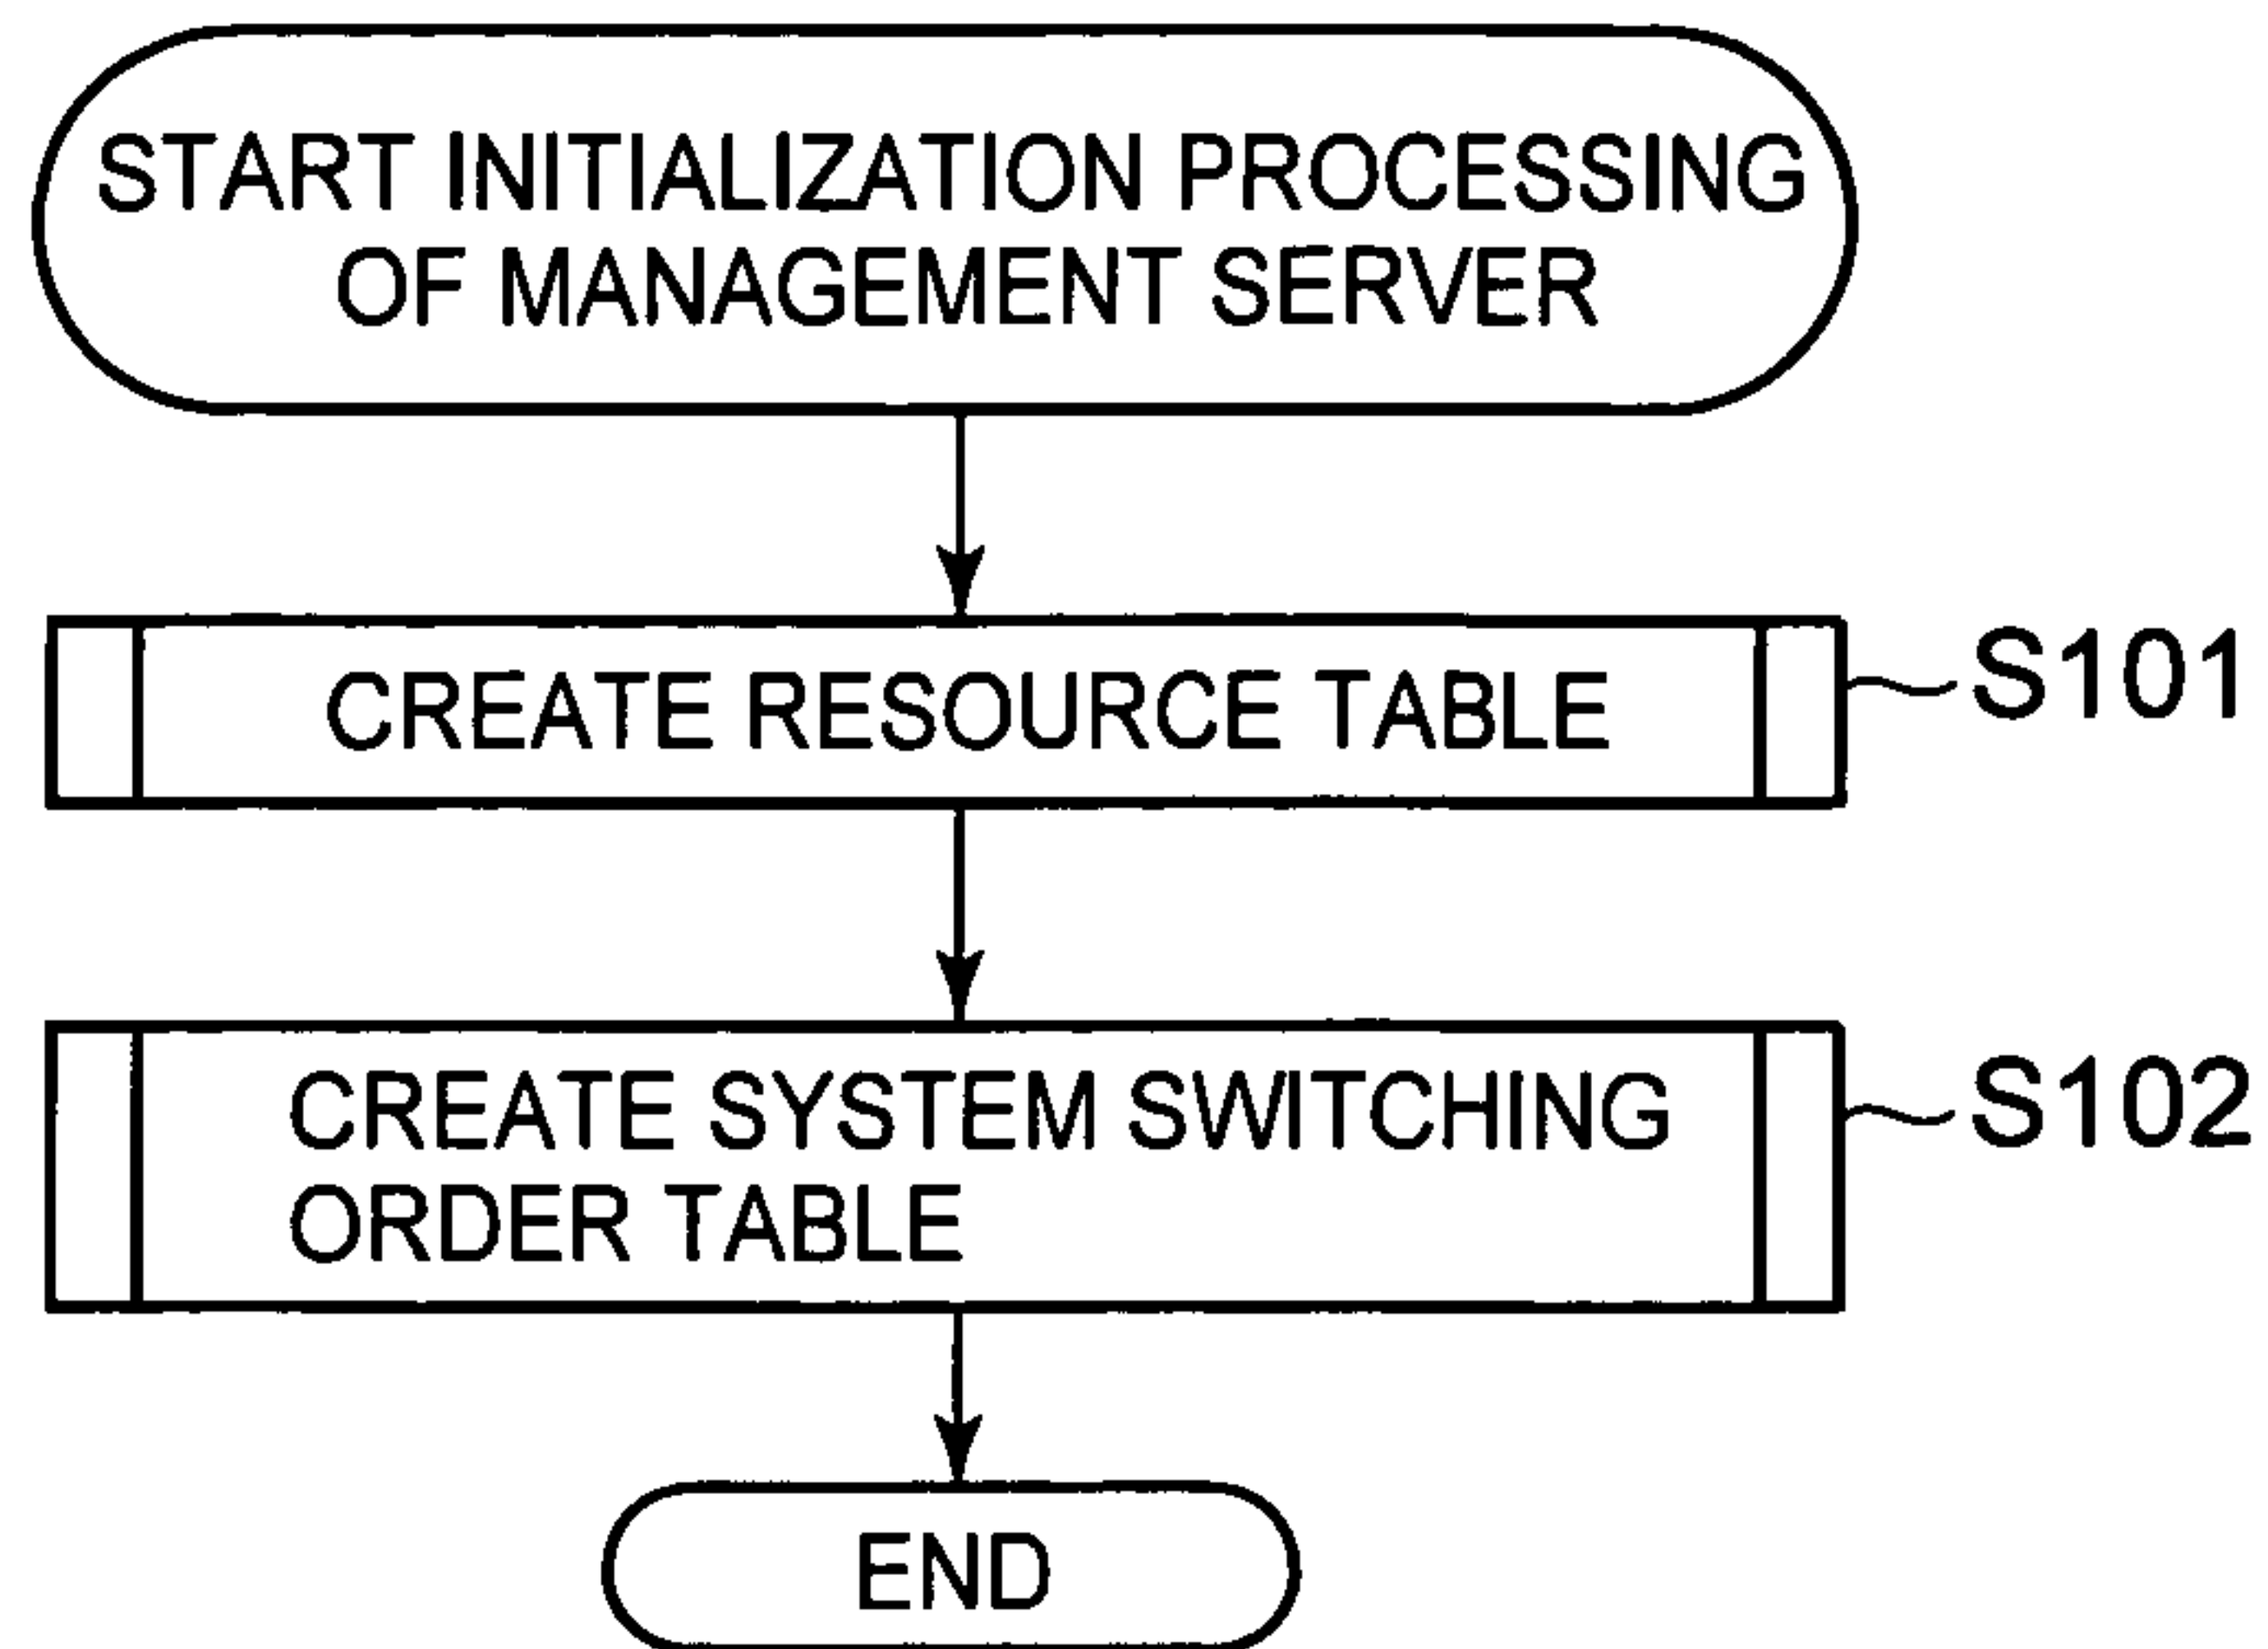 START INITIALIZATION PROCESSING
OF MANAGEMENT SERVER
CREATE RESOURCE TABLE
S101
CREATE SYSTEM SWITCHING
ORDER TABLE
S102
END